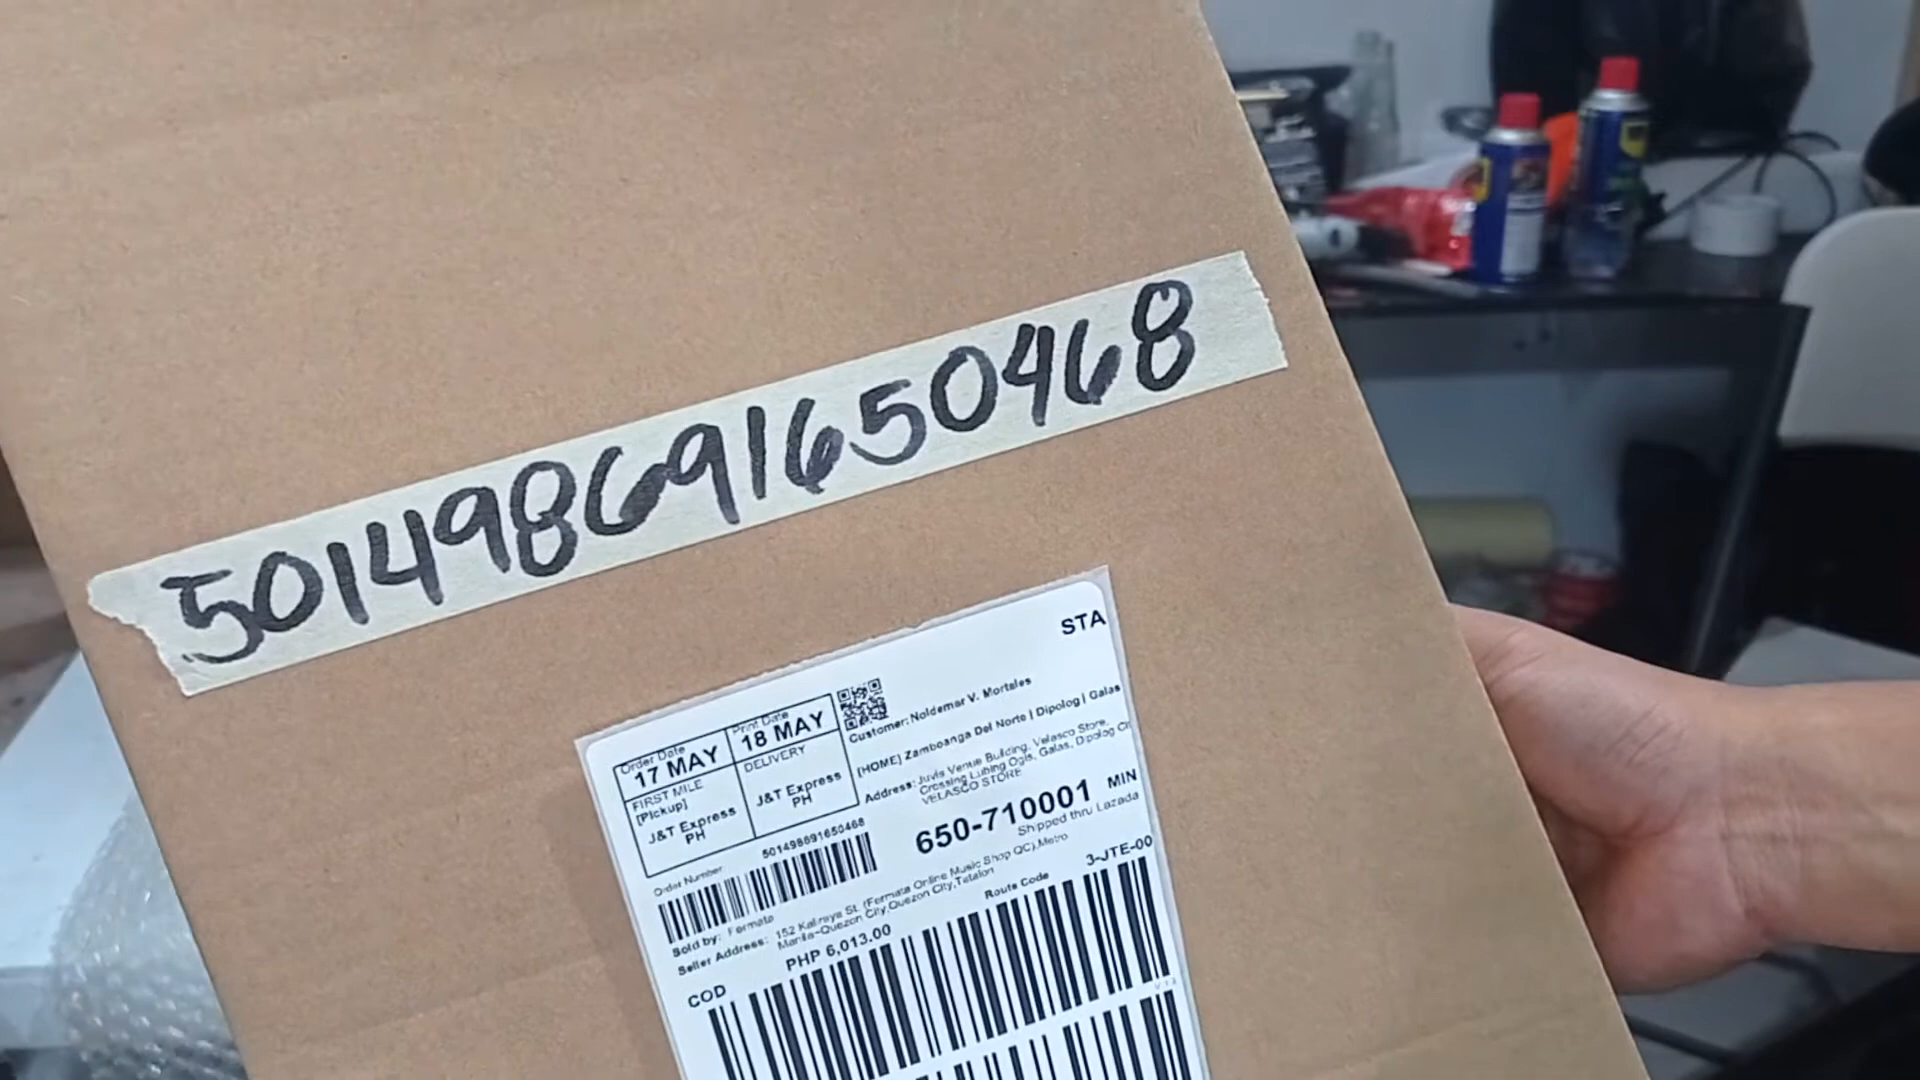 501498691650468
STA
Order Date
17 MAY
Print Date
18 MAY
FIRST MILE
[Pickup]
J&T Express
PH
DELIVERY
J&T Express
PH
Customer: Noldemar V. Mortales
[HOME] Zamboanga Del Norte | Dipolog | Galas
Address: Juvis Venue Building, Velasco Store,
Crossing Lubing Ogis, Galas, Dipolog Ci
VELASCO STORE
650-710001 MIN
Shipped thru Lazada
Order Number
501498691650468
Sold by: Fermata
Seller Address: 152 Kaliraya St. (Fermata Online Music Shop QC),Metro
Manila~Quezon City,Quezon City,Tatalon
Route Code
3-JTE-00
COD
PHP 6,013.00